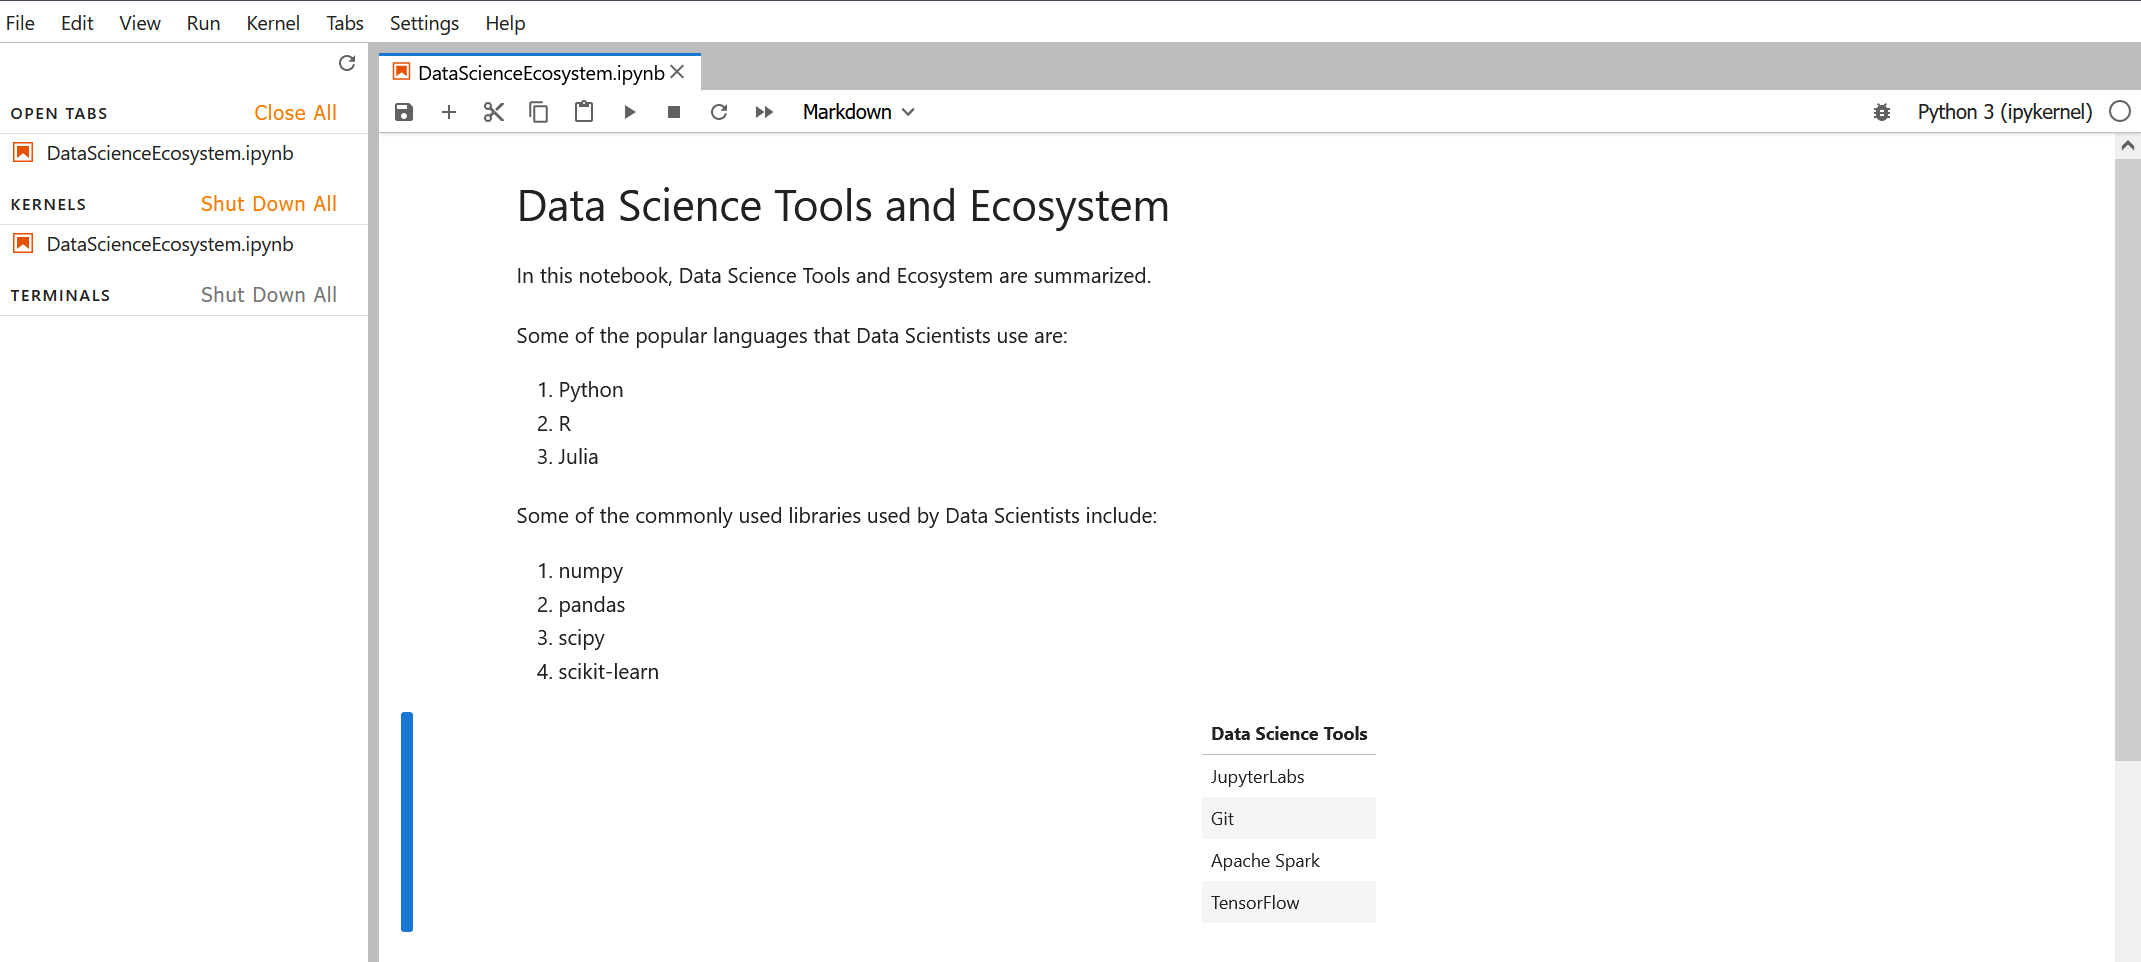 File Edit View Run Kernel Tabs Settings Help
OPEN TABS Close All
DataScienceEcosystem.ipynb
KERNELS Shut Down All
DataScienceEcosystem.ipynb
TERMINALS Shut Down All
DataScienceEcosystem.ipynb
Markdown
Python 3 (ipykernel)
Data Science Tools and Ecosystem
In this notebook, Data Science Tools and Ecosystem are summarized.
Some of the popular languages that Data Scientists use are:
1. Python
2. R
3. Julia
Some of the commonly used libraries used by Data Scientists include:
1. numpy
2. pandas
3. scipy
4. scikit-learn
Data Science Tools
JupyterLabs
Git
Apache Spark
TensorFlow